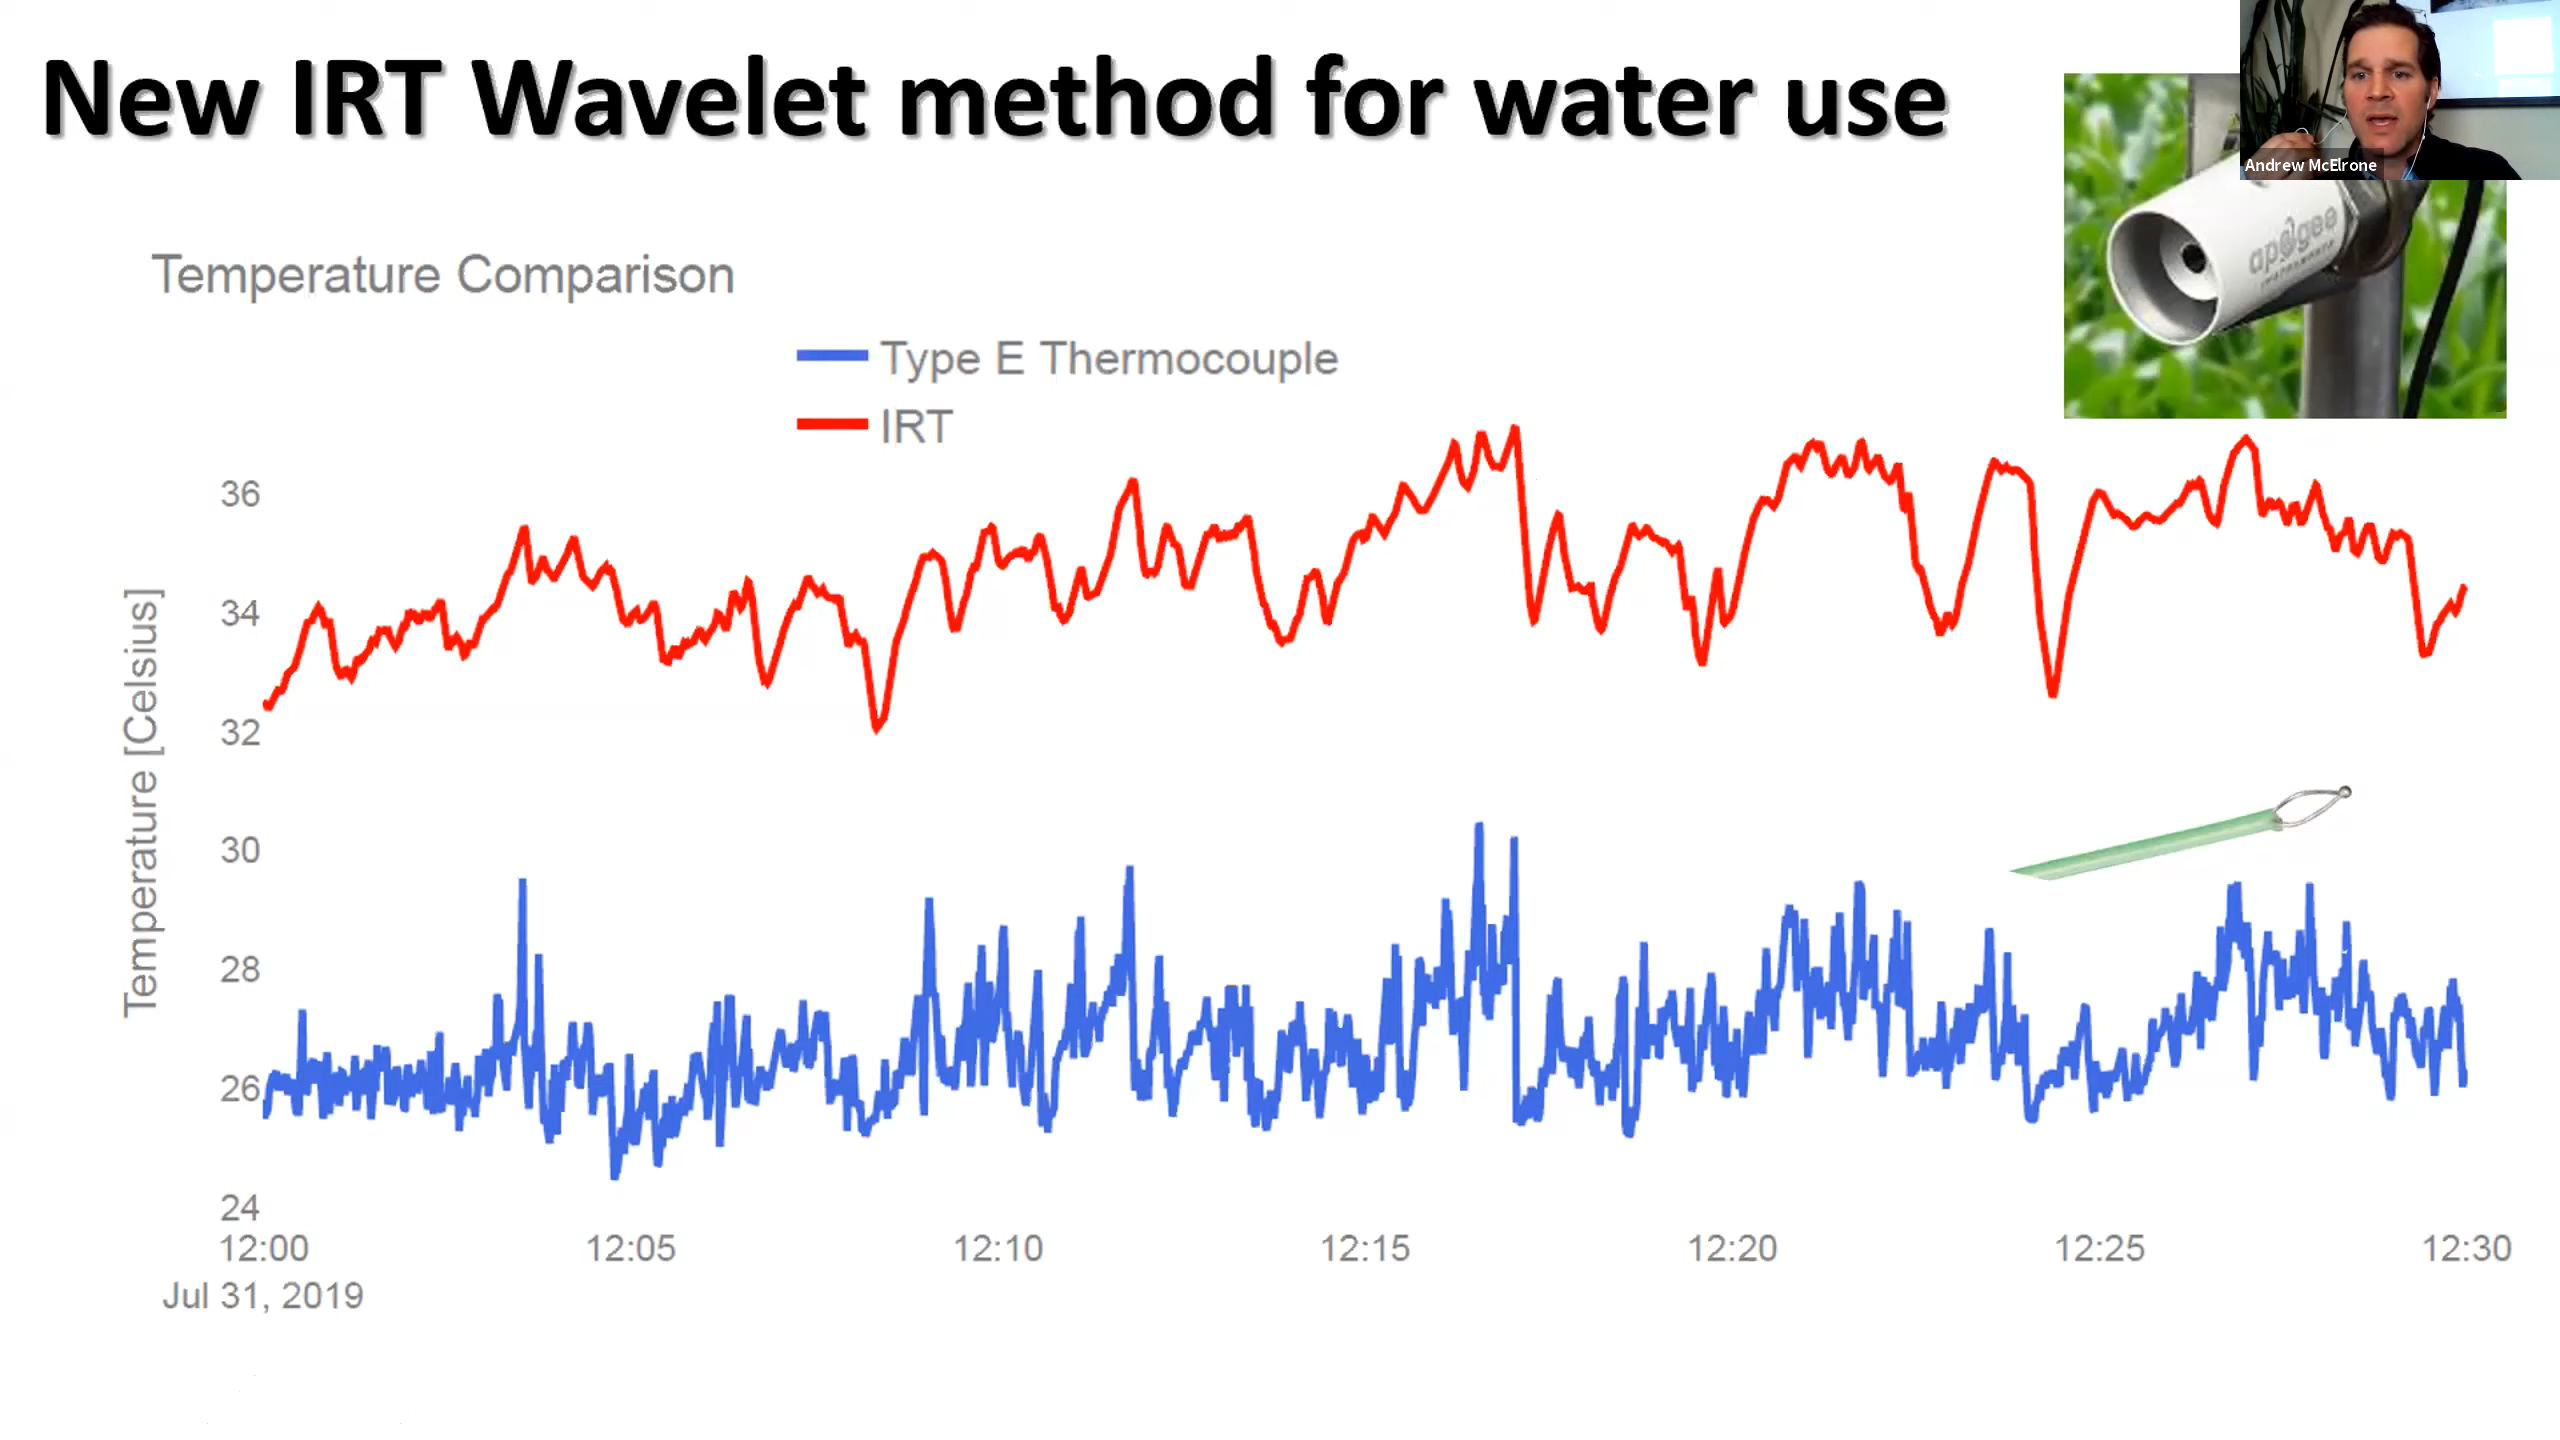 New IRT Wavelet method for water use
Andrew McElrone
apogee
Temperature Comparison
Type E Thermocouple
IRT
Temperature [Celsius]
36
34
32
30
28
26
24
12:00
12:05
12:10
12:15
12:20
12:25
12:30
Jul 31, 2019